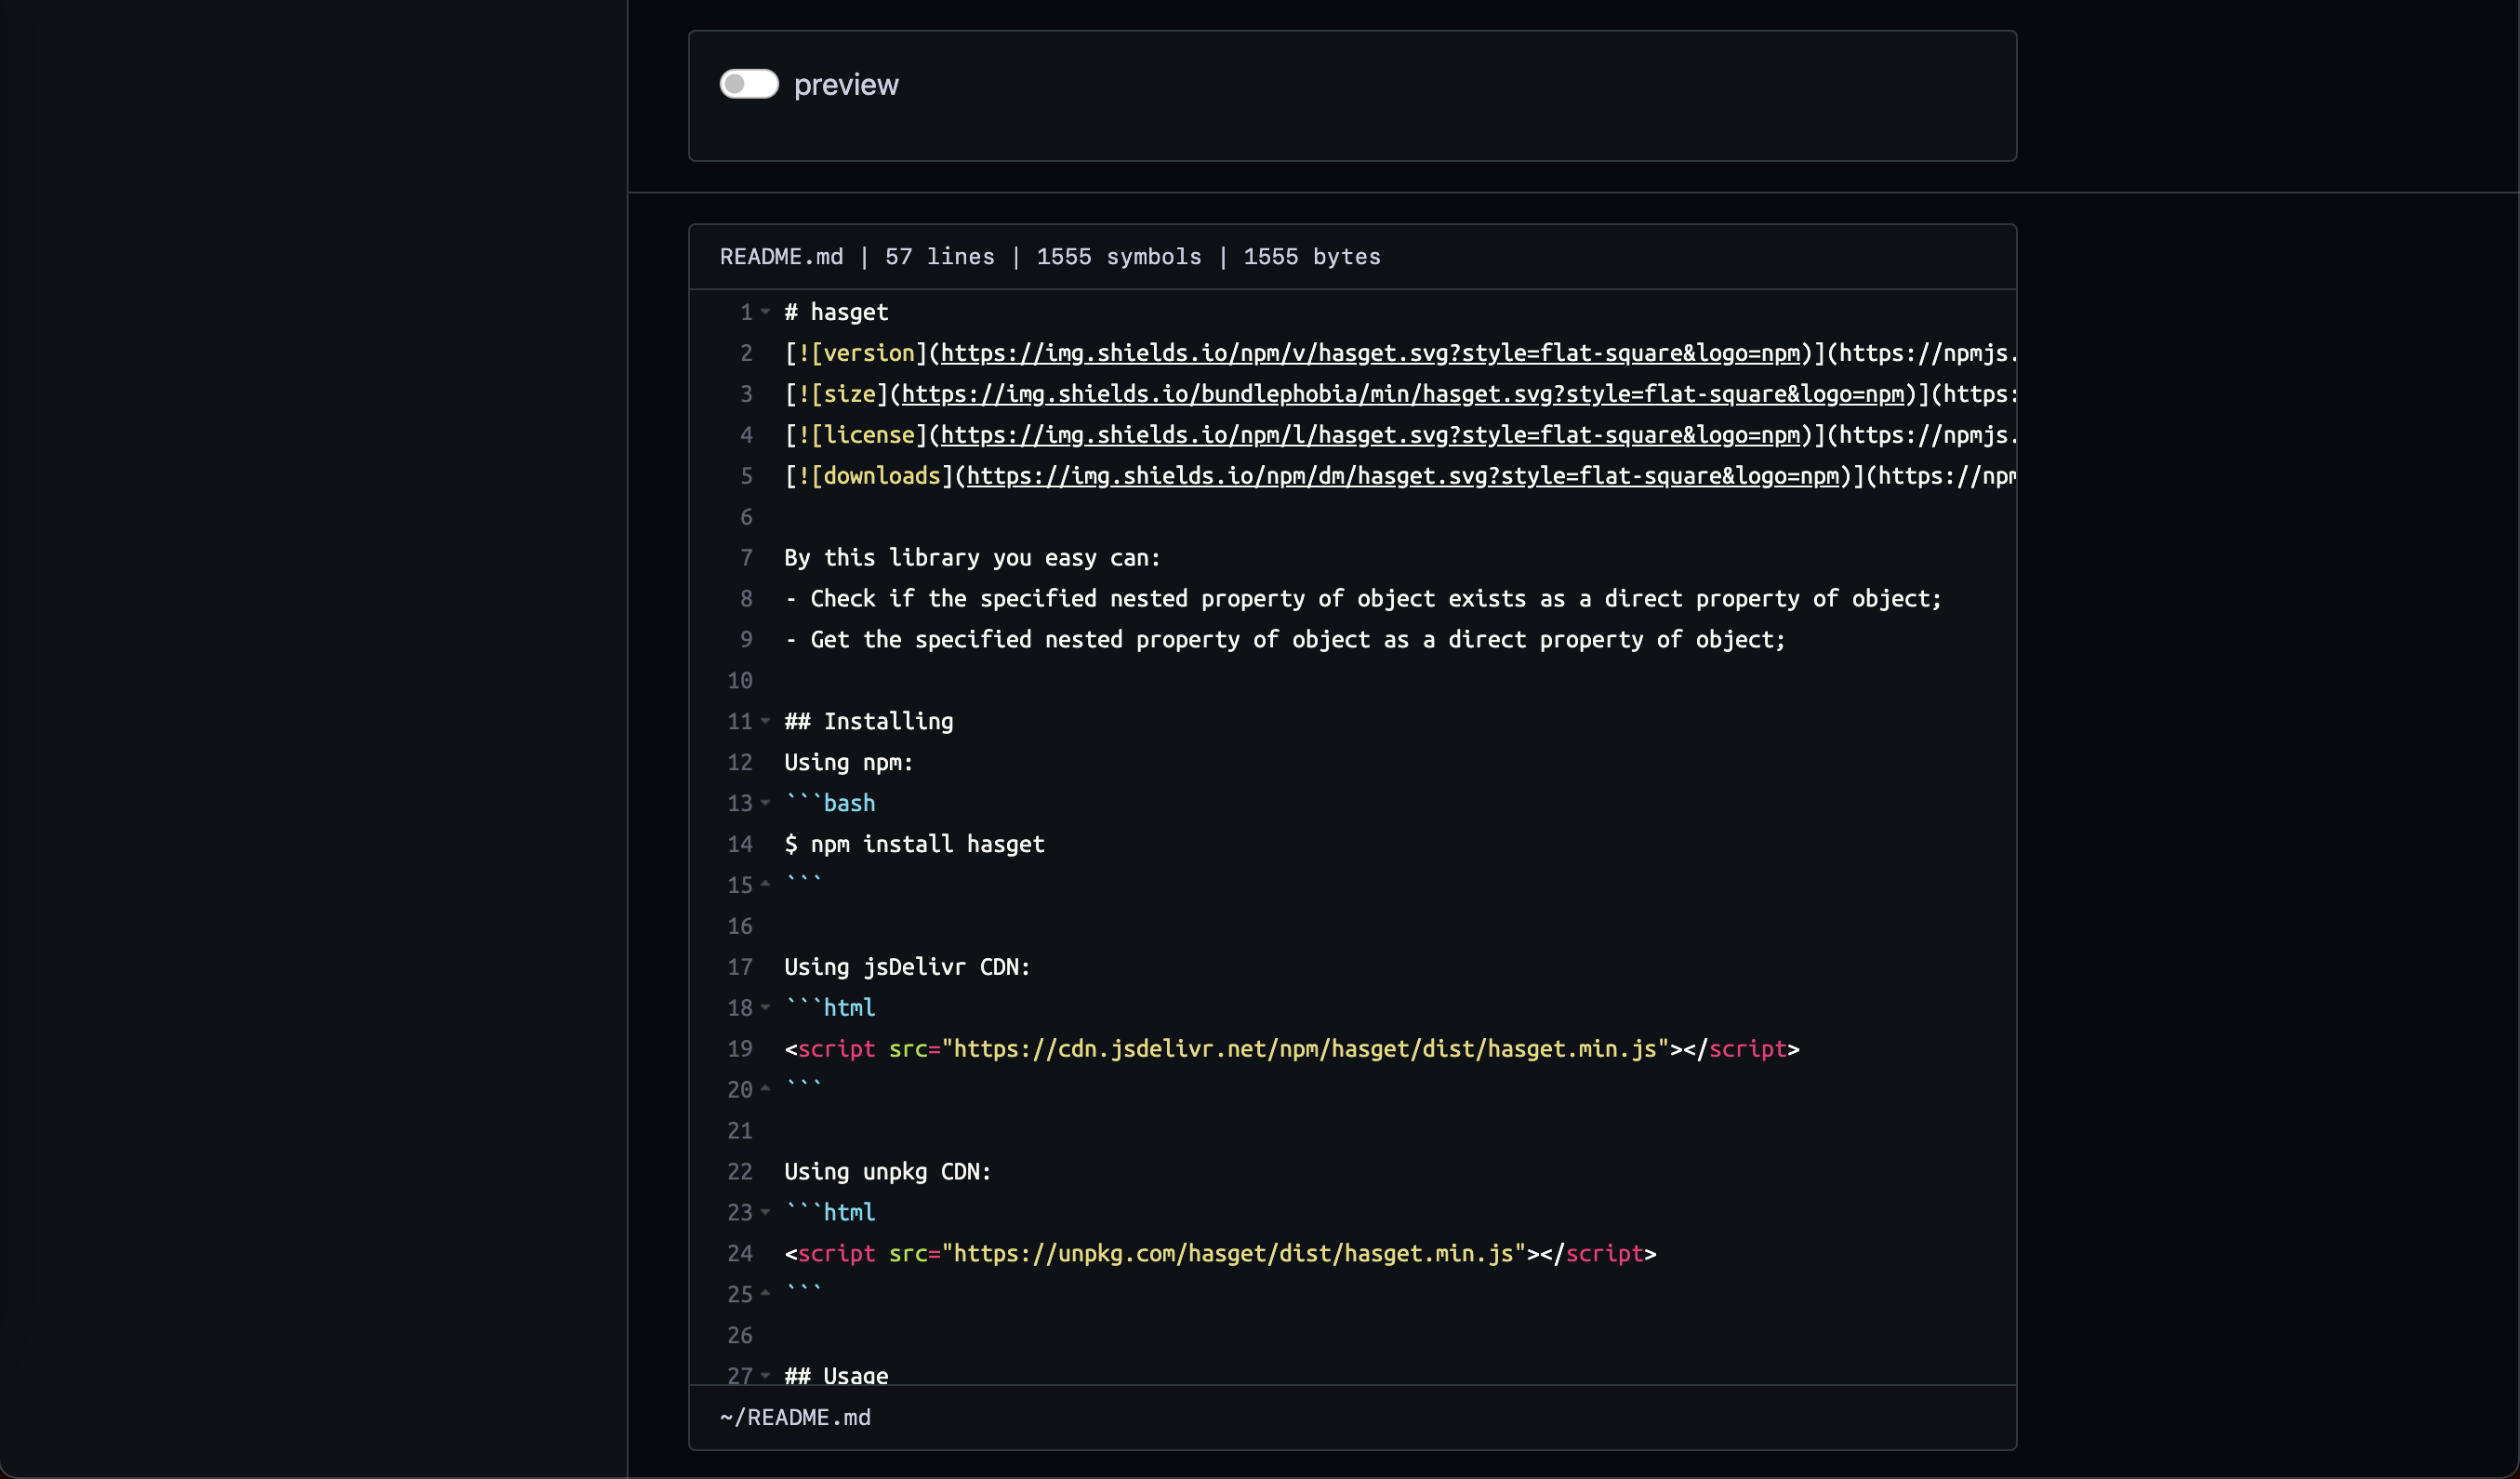 preview
README.md | 57 lines | 1555 symbols | 1555 bytes
1 # hasget
2 [![version](https://img.shields.io/npm/v/hasget.svg?style=flat-square&logo=npm)](https://npmjs.
3 [![size](https://img.shields.io/bundlephobia/min/hasget.svg?style=flat-square&logo=npm)](https:
4 [![license](https://img.shields.io/npm/l/hasget.svg?style=flat-square&logo=npm)](https://npmjs.
5 [![downloads](https://img.shields.io/npm/dm/hasget.svg?style=flat-square&logo=npm)](https://npm
6
7 By this library you easy can:
8 - Check if the specified nested property of object exists as a direct property of object;
9 - Get the specified nested property of object as a direct property of object;
10
11 ## Installing
12 Using npm:
13 ```bash
14 $ npm install hasget
15 ```
16
17 Using jsDelivr CDN:
18 ```html
19 <script src="https://cdn.jsdelivr.net/npm/hasget/dist/hasget.min.js"></script>
20 ```
21
22 Using unpkg CDN:
23 ```html
24 <script src="https://unpkg.com/hasget/dist/hasget.min.js"></script>
25 ```
26
27 ## Usage
~/README.md